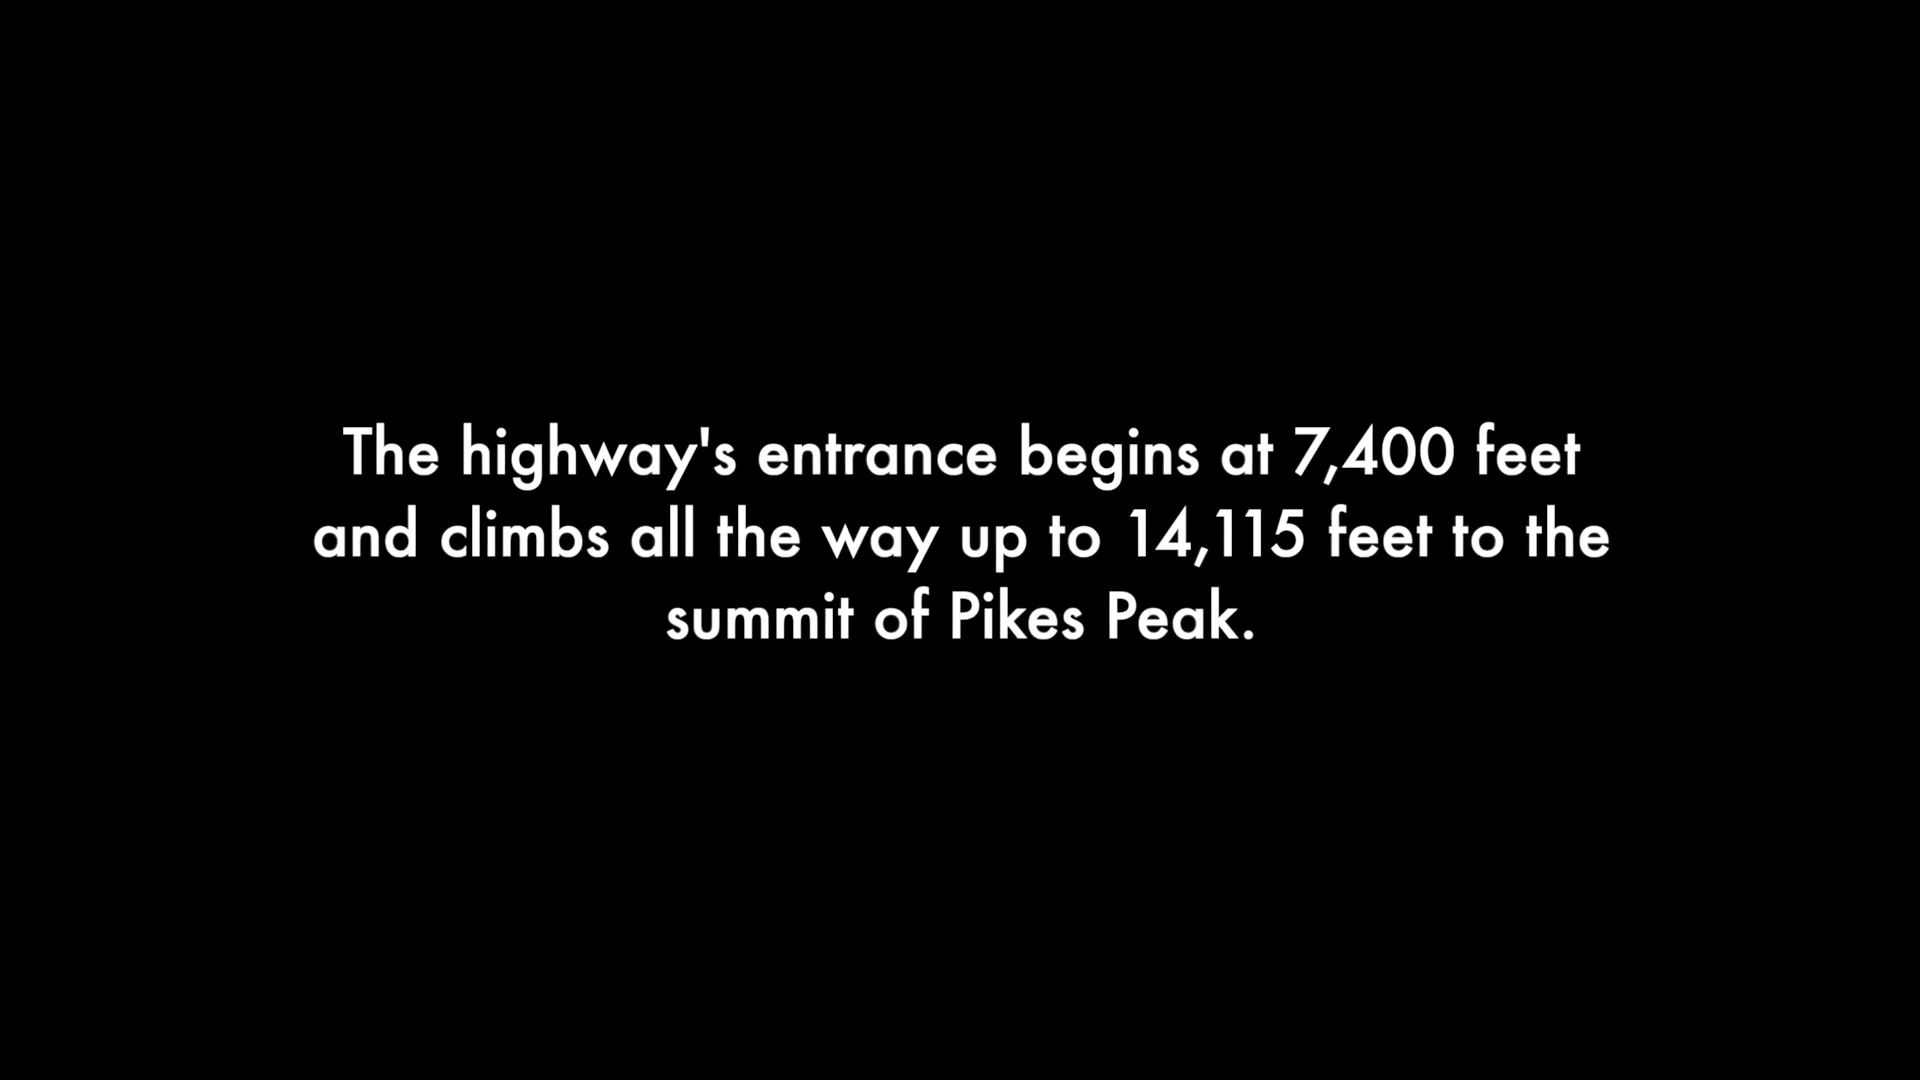 The highway's entrance begins at 7,400 feet
and climbs all the way up to 14,115 feet to the
summit of Pikes Peak.